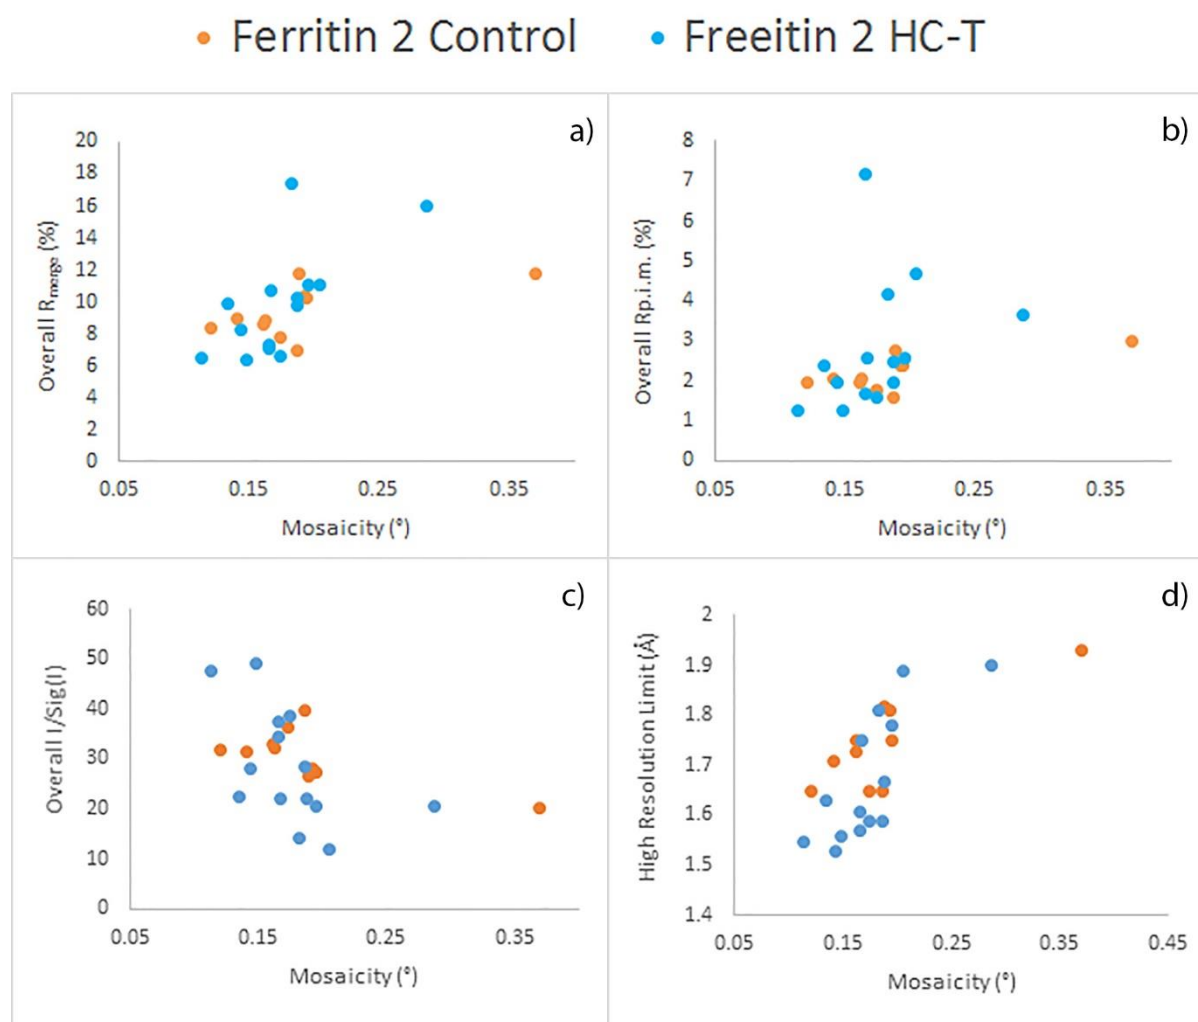 Ferritin 2 Control Freeitin 2 HC-T
a)
20
18
16
14
12
10
8
6
4
2
0
Overall Rmerge (%)
0.05 0.15 0.25 0.35
Mosaicity (°)
b)
8
7
6
5
4
3
2
1
0
Overall Rp.i.m. (%)
0.05 0.15 0.25 0.35
Mosaicity (°)
c)
60
50
40
30
20
10
0
Overall I/Sig(I)
0.05 0.15 0.25 0.35
Mosaicity (°)
d)
2
1.9
1.8
1.7
1.6
1.5
1.4
High Resolution Limit (Å)
0.05 0.15 0.25 0.35 0.45
Mosaicity (°)